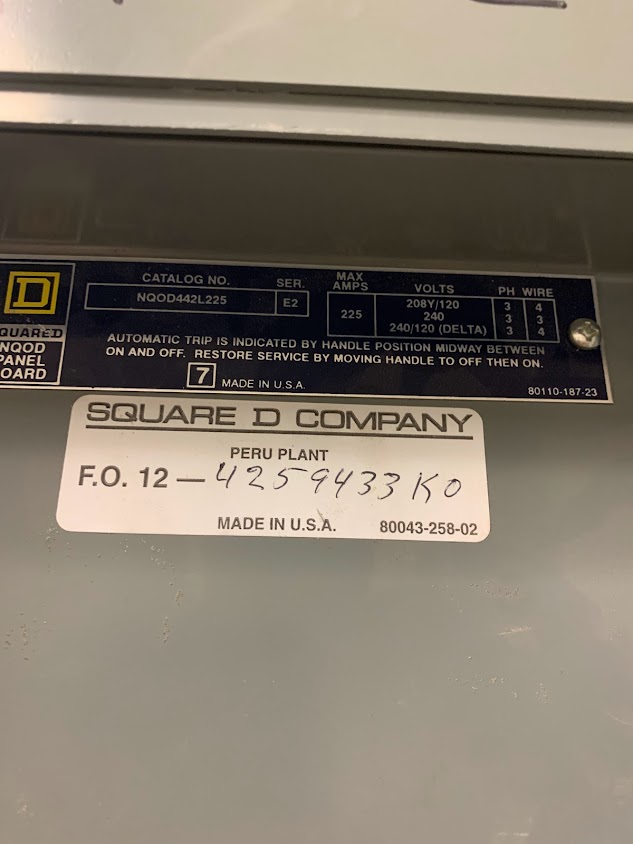 CATALOG NO. SER.
NQOD442L225 E2
MAX AMPS VOLTS PH WIRE
225 208Y/120 3 4
240 3 3
240/120 (DELTA) 3 4
D
QUARE D
NQOD
PANEL
OARD
AUTOMATIC TRIP IS INDICATED BY HANDLE POSITION MIDWAY BETWEEN
ON AND OFF. RESTORE SERVICE BY MOVING HANDLE TO OFF THEN ON.
7 MADE IN U.S.A.
80110-187-23
SQUARE D COMPANY
PERU PLANT
F.O. 12 — 4259433K0
MADE IN U.S.A. 80043-258-02